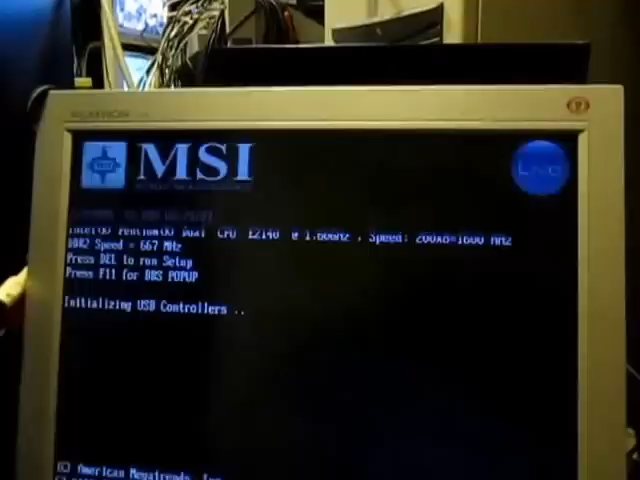 MSI
Intel(R) Pentium(R) Dual CPU E2140 @ 1.60GHz , Speed: 200x8=1600 MHz
DDR2 Speed = 667 MHz
Press DEL to run Setup
Press F11 for BBS POPUP
Initializing USB Controllers ..
(C) American Megatrends,